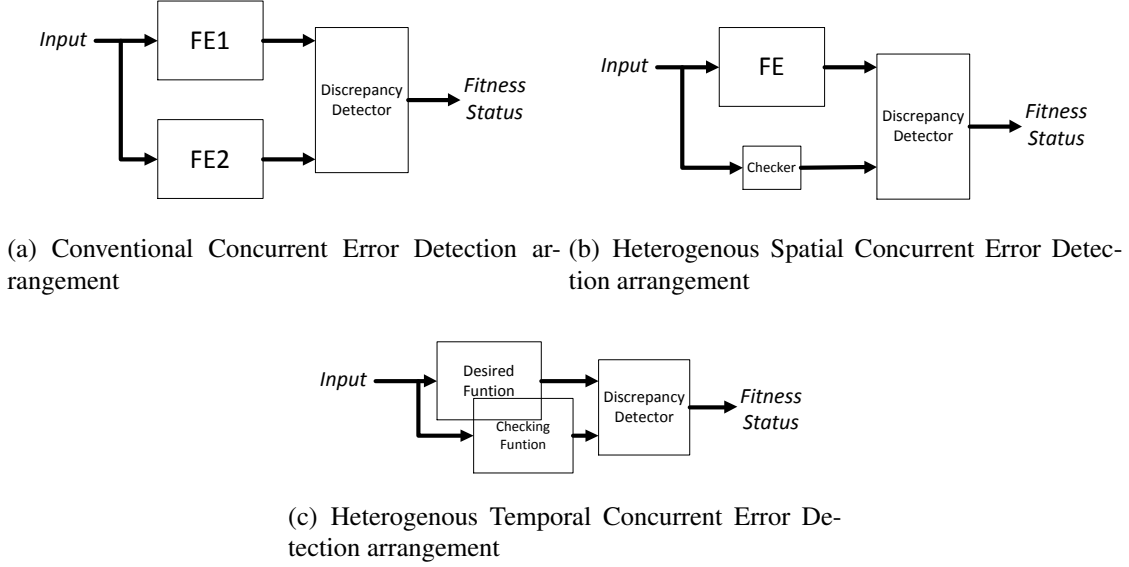 Input
FE1
FE2
Discrepancy
Detector
Fitness
Status
Input
FE
Checker
Discrepancy
Detector
Fitness
Status
(a) Conventional Concurrent Error Detection ar-
rangement
(b) Heterogenous Spatial Concurrent Error Detec-
tion arrangement
Input
Desired
Funtion
Checking
Funtion
Discrepancy
Detector
Fitness
Status
(c) Heterogenous Temporal Concurrent Error De-
tection arrangement